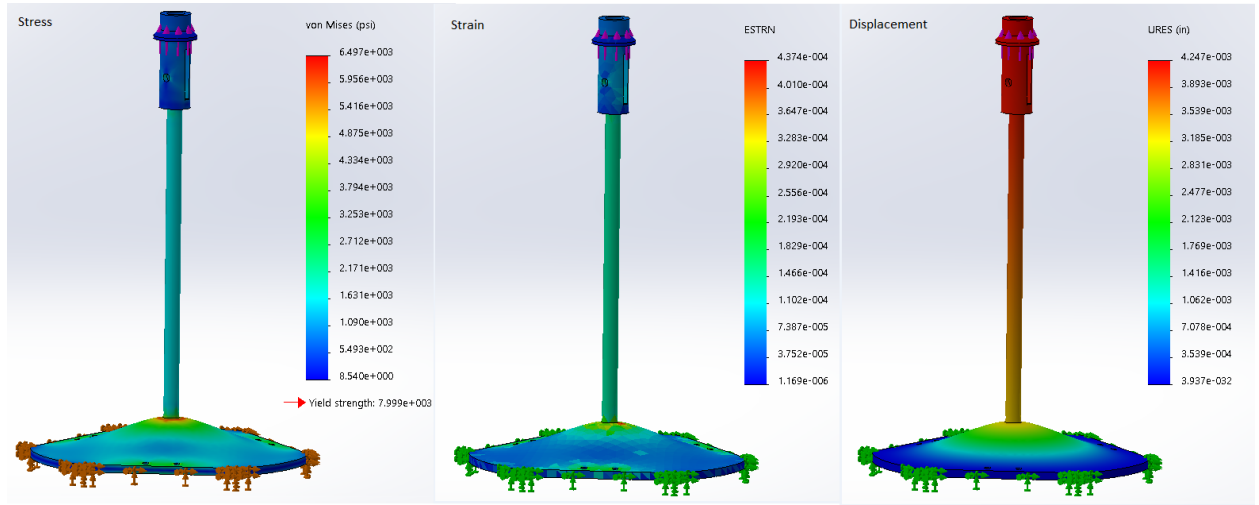 Stress
von Mises (psi)
6.497e+003
5.956e+003
5.416e+003
4.875e+003
4.334e+003
3.794e+003
3.253e+003
2.712e+003
2.171e+003
1.631e+003
1.090e+003
5.493e+002
8.540e+000
Yield strength: 7.999e+003
Strain
ESTRN
4.374e-004
4.010e-004
3.647e-004
3.283e-004
2.920e-004
2.556e-004
2.193e-004
1.829e-004
1.466e-004
1.102e-004
7.387e-005
3.752e-005
1.169e-006
Displacement
URES (in)
4.247e-003
3.893e-003
3.539e-003
3.185e-003
2.831e-003
2.477e-003
2.123e-003
1.769e-003
1.416e-003
1.062e-003
7.078e-004
3.539e-004
3.937e-032